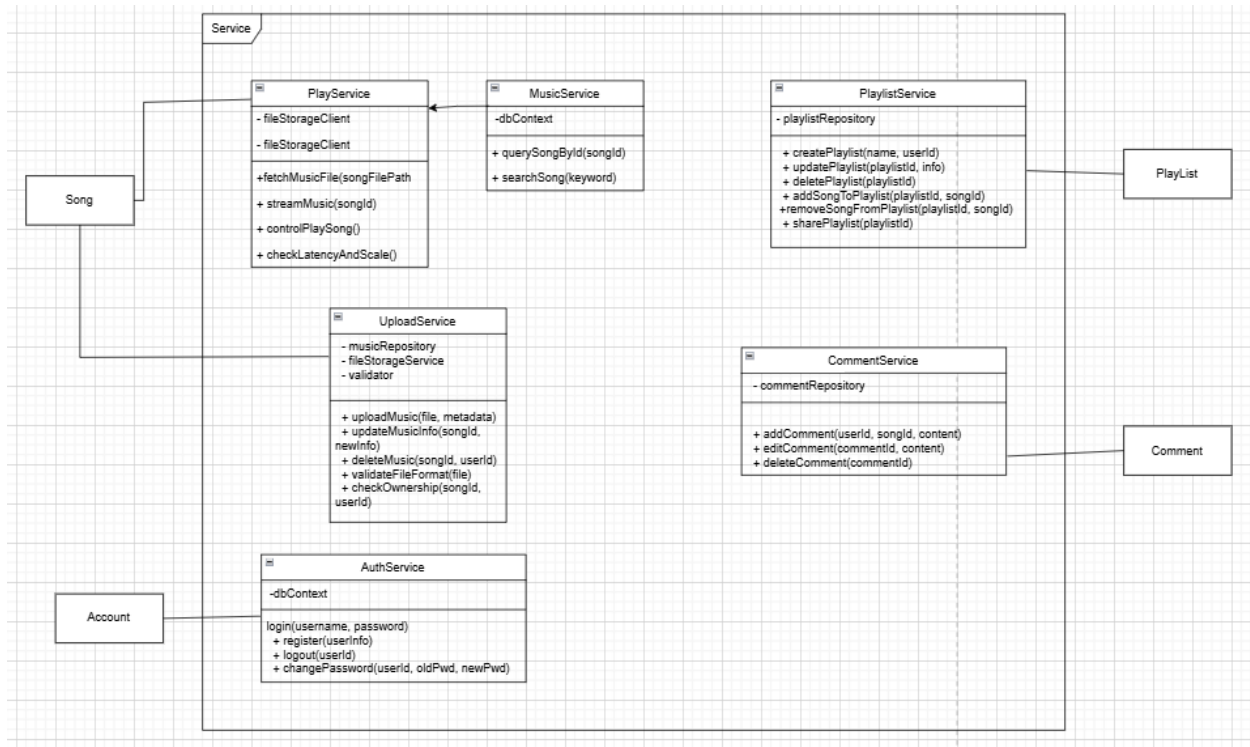 Service
PlayService
- fileStorageClient
- fileStorageClient
+fetchMusicFile(songFilePath
+ streamMusic(songId)
+ controlPlaySong()
+ checkLatencyAndScale()
MusicService
-dbContext
+ querySongById(songId)
+ searchSong(keyword)
PlaylistService
- playlistRepository
+ createPlaylist(name, userId)
+ updatePlaylist(playlistId, info)
+ deletePlaylist(playlistId)
+ addSongToPlaylist(playlistId, songId)
+removeSongFromPlaylist(playlistId, songId)
+ sharePlaylist(playlistId)
PlayList
Song
UploadService
- musicRepository
- fileStorageService
- validator
+ uploadMusic(file, metadata)
+ updateMusicInfo(songId,
newInfo)
+ deleteMusic(songId, userId)
+ validateFileFormat(file)
+ checkOwnership(songId,
userId)
CommentService
- commentRepository
+ addComment(userId, songId, content)
+ editComment(commentId, content)
+ deleteComment(commentId)
Comment
Account
AuthService
-dbContext
login(username, password)
+ register(userInfo)
+ logout(userId)
+ changePassword(userId, oldPwd, newPwd)